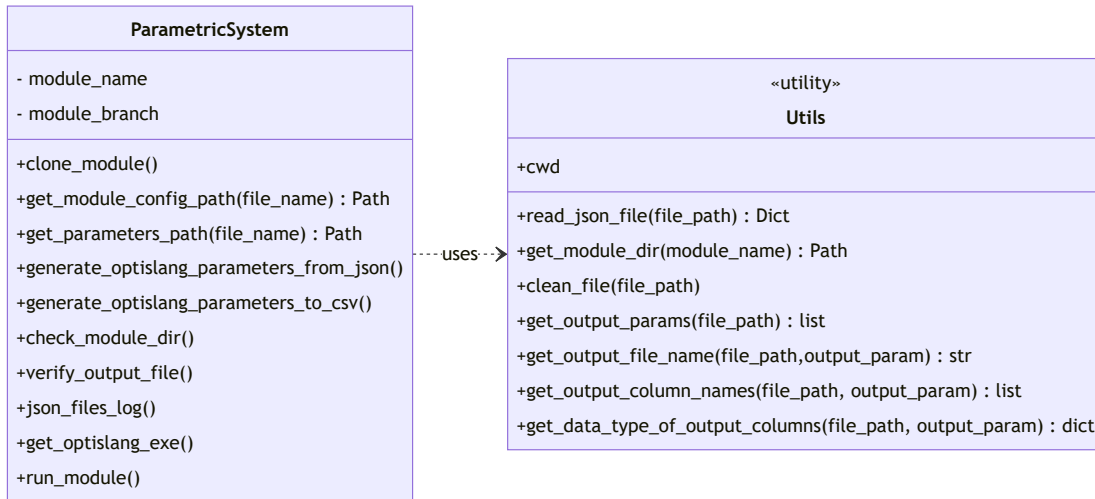 ParametricSystem
- module_name
- module_branch
+clone_module()
+get_module_config_path(file_name) : Path
+get_parameters_path(file_name) : Path
+generate_optislang_parameters_from_json()
+generate_optislang_parameters_to_csv()
+check_module_dir()
+verify_output_file()
+json_files_log()
+get_optislang_exe()
+run_module()
uses
«utility»
Utils
+cwd
+read_json_file(file_path) : Dict
+get_module_dir(module_name) : Path
+clean_file(file_path)
+get_output_params(file_path) : list
+get_output_file_name(file_path,output_param) : str
+get_output_column_names(file_path, output_param) : list
+get_data_type_of_output_columns(file_path, output_param) : dict